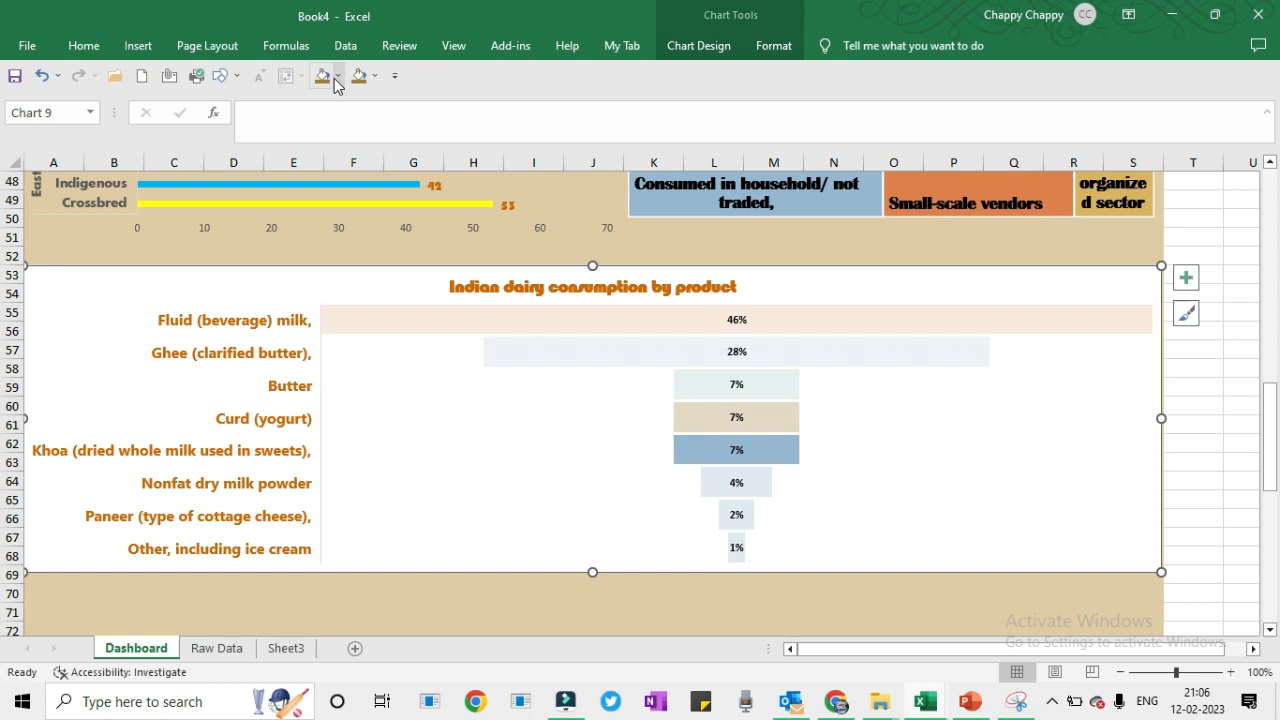 Book4 - Excel
Chart Tools
Chappy Chappy CC
File Home Insert Page Layout Formulas Data Review View Add-ins Help My Tab Chart Design Format Tell me what you want to do
Chart 9 fx
A B C D E F G H I J K L M N O P Q R S T U
48 49 50 51 52 53 54 55 56 57 58 59 60 61 62 63 64 65 66 67 68 69 70 71 72
East
Indigenous 42
Crossbred 53
0 10 20 30 40 50 60 70
Consumed in household/ not
traded,
Small-scale vendors
organize
d sector
Indian dairy consumption by product
Fluid (beverage) milk, 46%
Ghee (clarified butter), 28%
Butter 7%
Curd (yogurt) 7%
Khoa (dried whole milk used in sweets), 7%
Nonfat dry milk powder 4%
Paneer (type of cottage cheese), 2%
Other, including ice cream 1%
Activate Windows
Go to Settings to activate Windows.
Dashboard Raw Data Sheet3
Ready Accessibility: Investigate 100%
Type here to search
ENG
21:06
12-02-2023